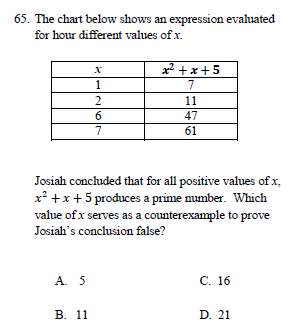 65. The chart below shows an expression evaluated
for hour different values of x.
x x² + x + 5
1 7
2 11
6 47
7 61
Josiah concluded that for all positive values of x,
x² + x + 5 produces a prime number. Which
value of x serves as a counterexample to prove
Josiah's conclusion false?
A. 5 C. 16
B. 11 D. 21